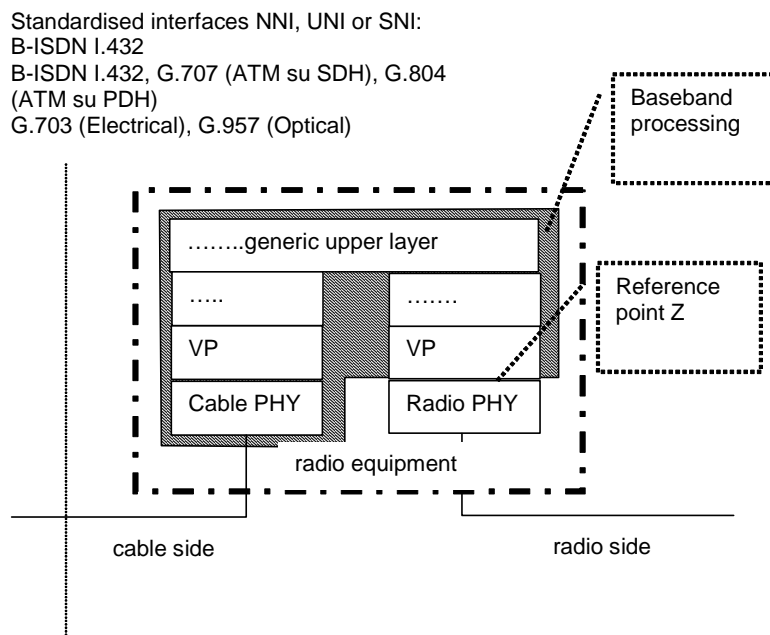 Standardised interfaces NNI, UNI or SNI:
B-ISDN I.432
B-ISDN I.432, G.707 (ATM su SDH), G.804
(ATM su PDH)
G.703 (Electrical), G.957 (Optical)
Baseband
processing
……..generic upper layer
…..
…….
Reference
point Z
VP
VP
Cable PHY
Radio PHY
radio equipment
cable side
radio side